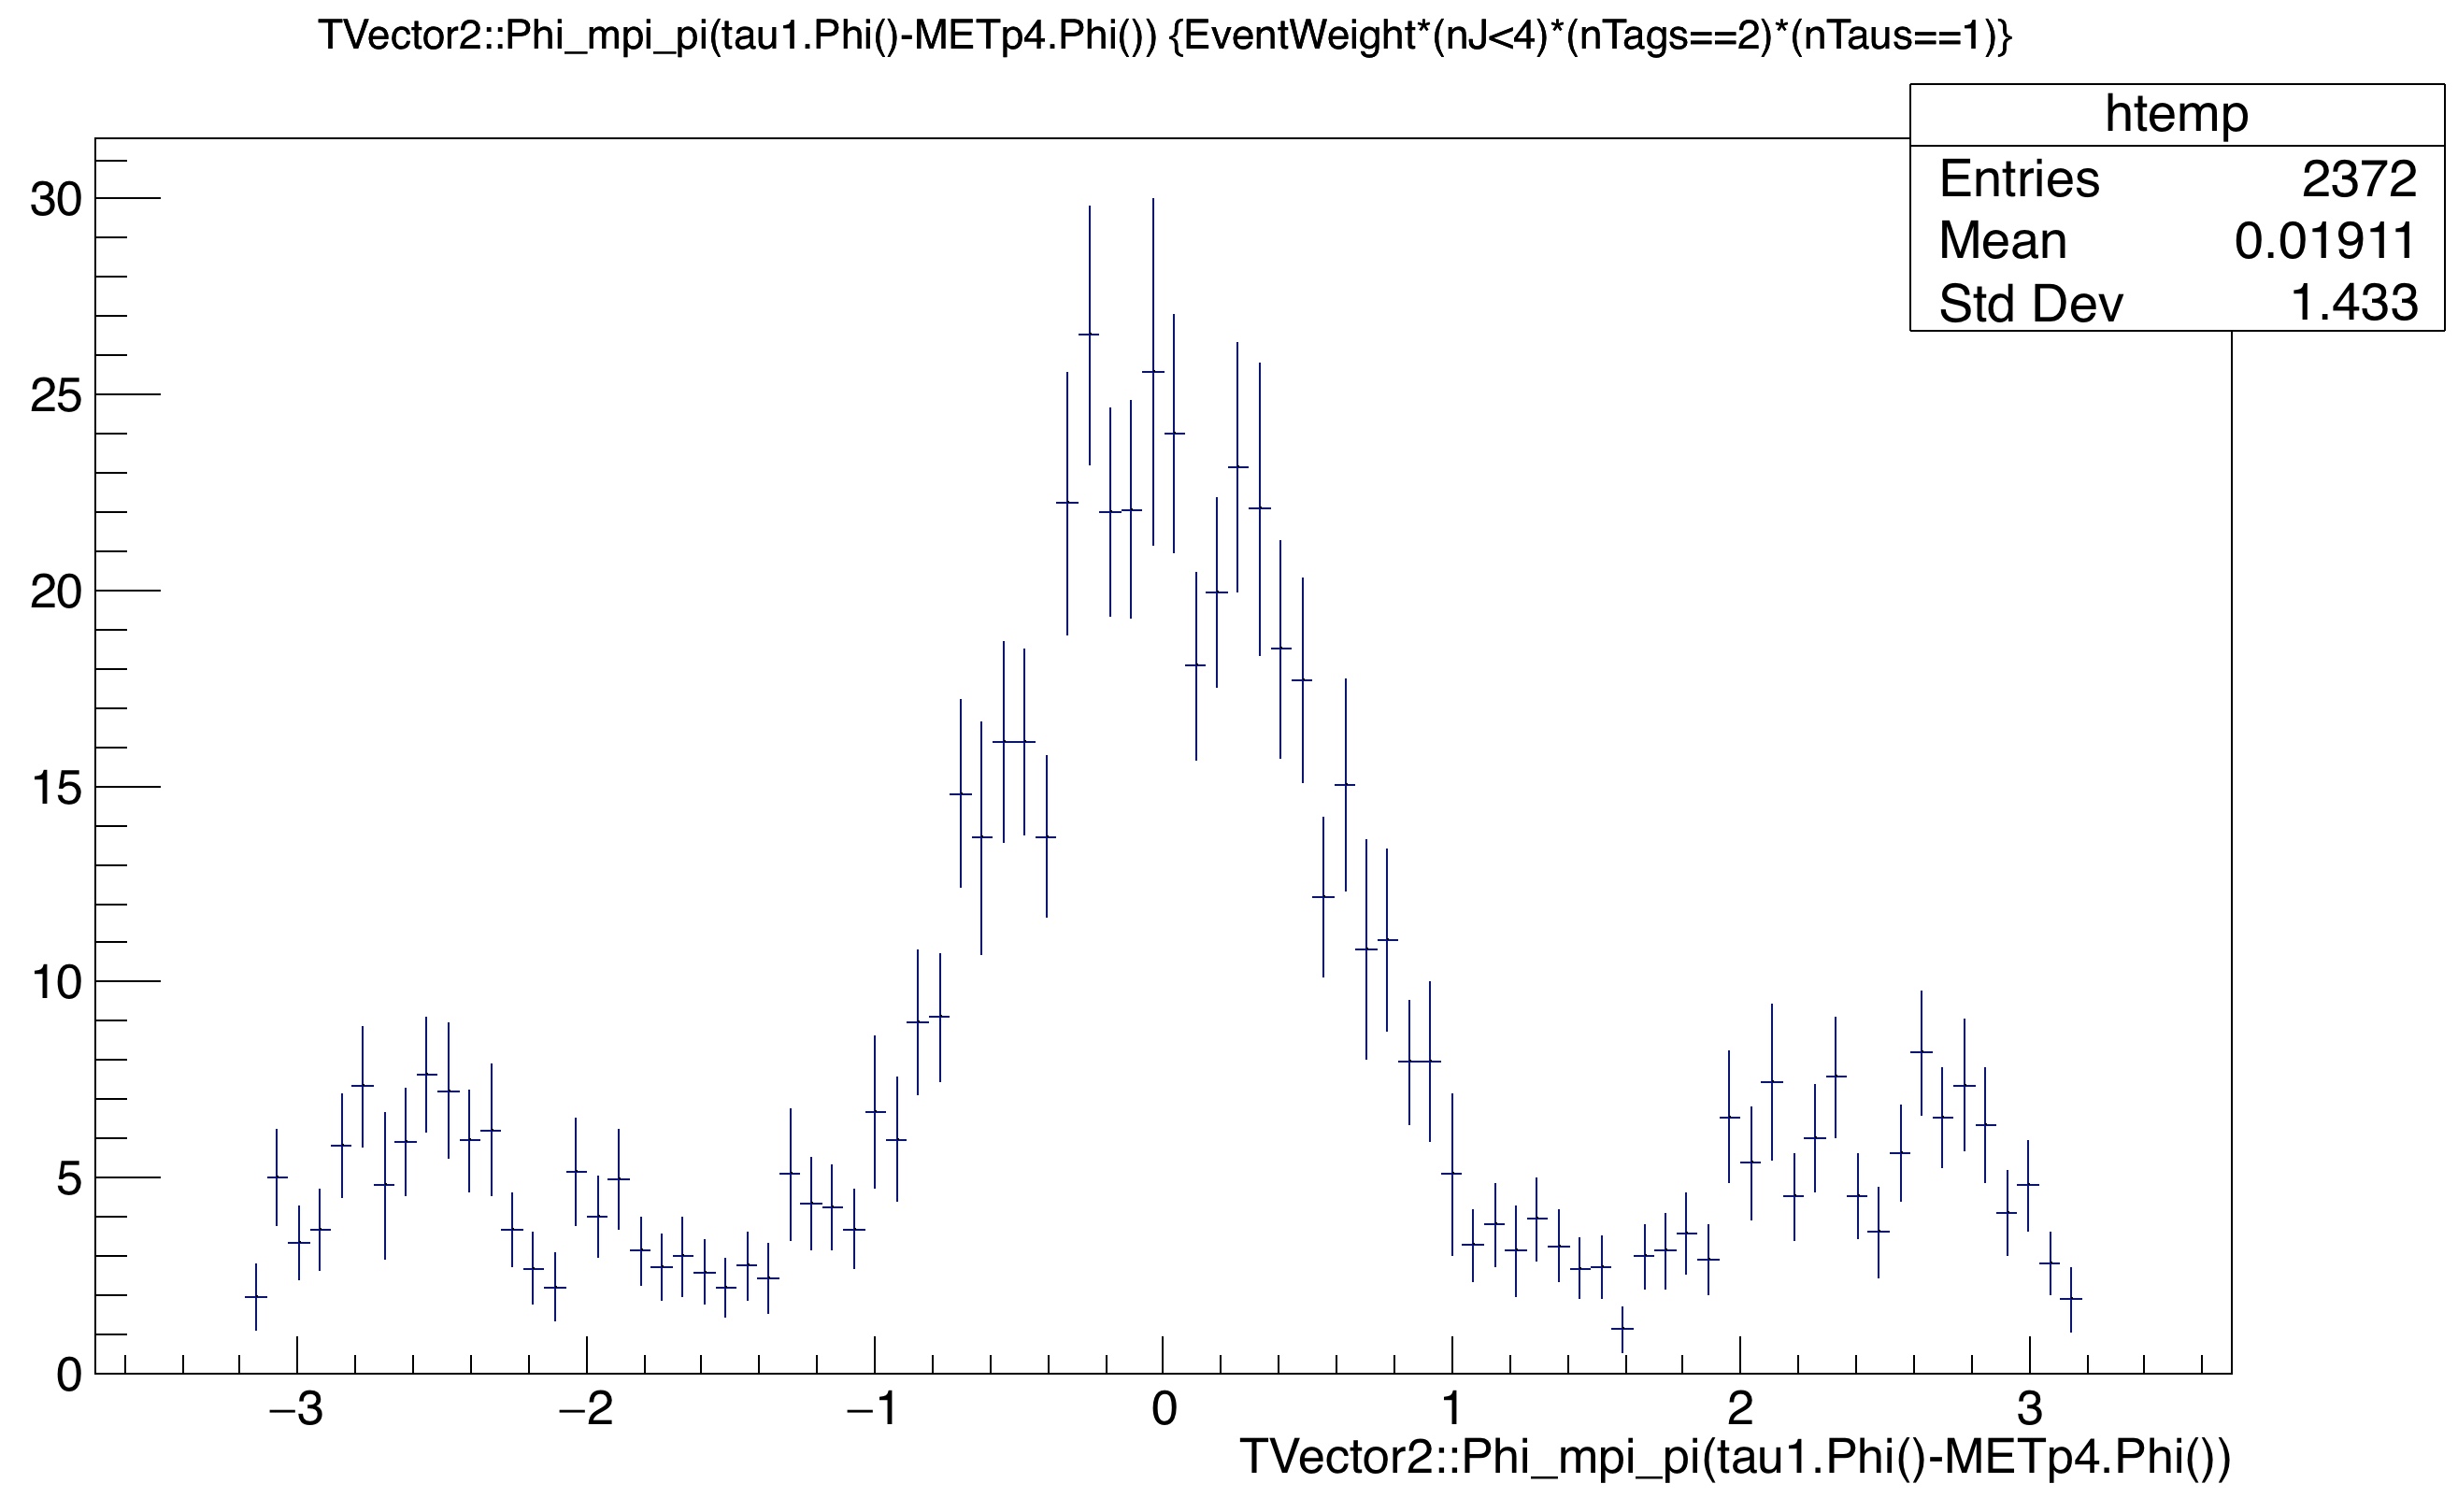 TVector2::Phi_mpi_pi(tau1.Phi()-METp4.Phi()) {EventWeight*(nJ<4)*(nTags==2)*(nTaus==1)}
htemp
Entries 2372
Mean 0.01911
Std Dev 1.433
30
25
20
15
10
5
0
−3 −2 −1 0 1 2 3
TVector2::Phi_mpi_pi(tau1.Phi()-METp4.Phi())